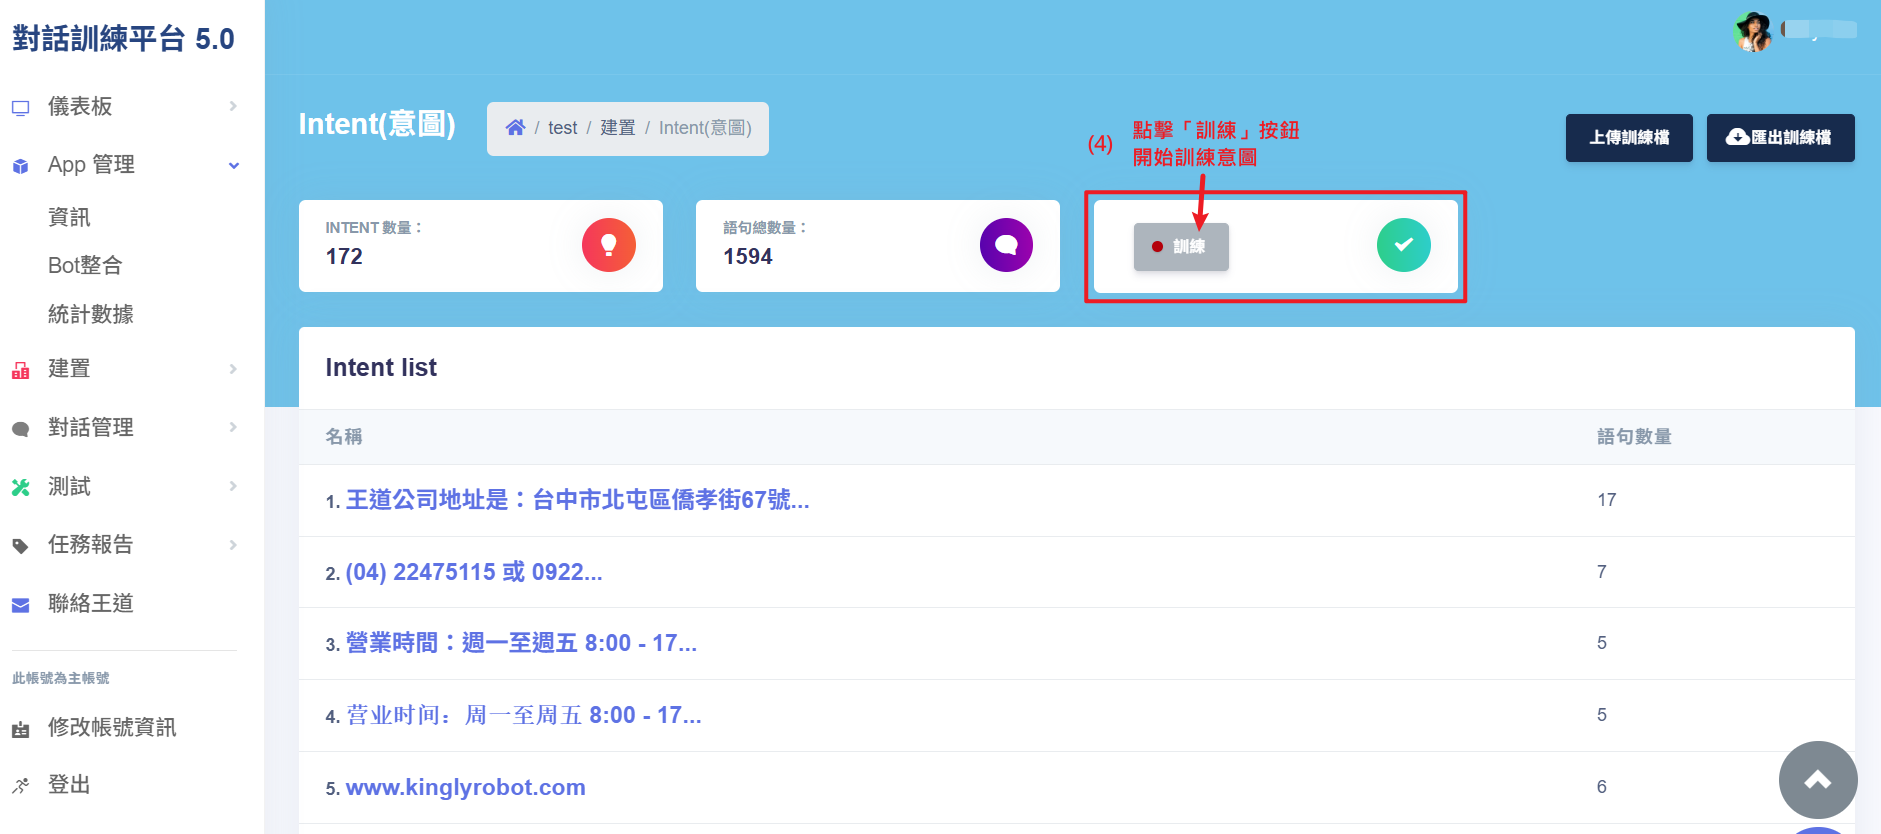 對話訓練平台 5.0
儀表板
App 管理
資訊
Bot整合
統計數據
建置
對話管理
測試
任務報告
聯絡王道
此帳號為主帳號
修改帳號資訊
登出
Intent(意圖)
/ test / 建置 / Intent(意圖)
(4) 點擊「訓練」按鈕
開始訓練意圖
上傳訓練檔
匯出訓練檔
INTENT 數量：
172
語句總數量：
1594
訓練
Intent list
名稱 語句數量
1. 王道公司地址是：台中市北屯區僑孝街67號... 17
2. (04) 22475115 或 0922... 7
3. 營業時間：週一至週五 8:00 - 17... 5
4. 营业时间：周一至周五 8:00 - 17... 5
5. www.kinglyrobot.com 6